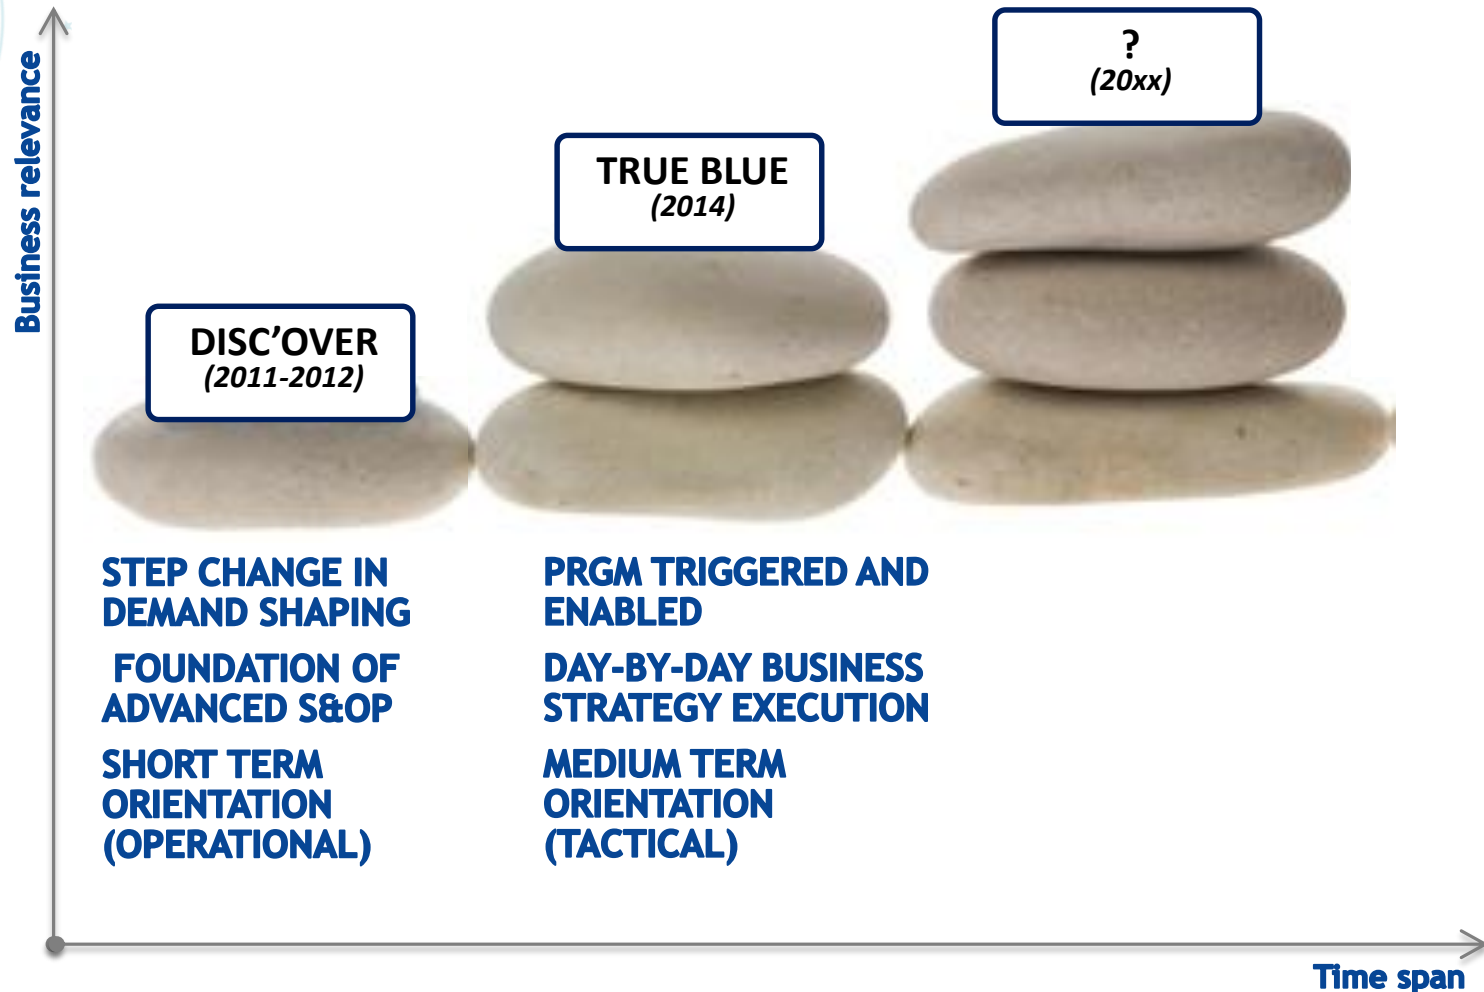 Business relevance
?
(20xx)
TRUE BLUE
(2014)
DISC’OVER
(2011-2012)
STEP CHANGE IN
DEMAND SHAPING
FOUNDATION OF
ADVANCED S&OP
SHORT TERM
ORIENTATION
(OPERATIONAL)
PRGM TRIGGERED AND
ENABLED
DAY-BY-DAY BUSINESS
STRATEGY EXECUTION
MEDIUM TERM
ORIENTATION
(TACTICAL)
Time span